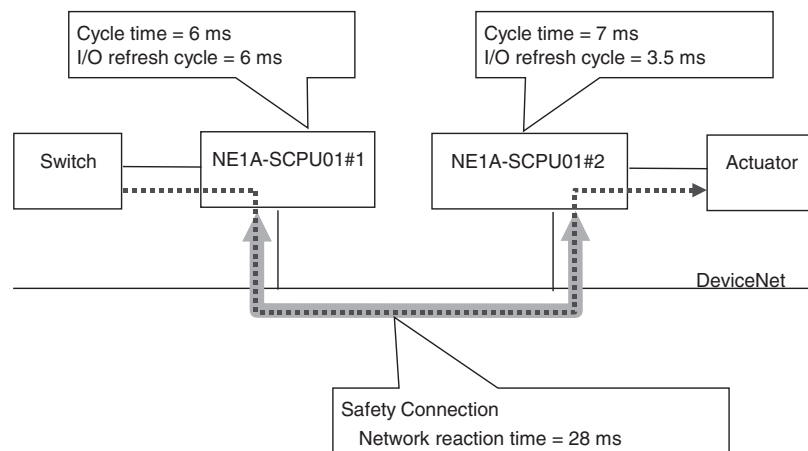 Cycle time = 6 ms
I/O refresh cycle = 6 ms
Cycle time = 7 ms
I/O refresh cycle = 3.5 ms
Switch
NE1A-SCPU01#1
NE1A-SCPU01#2
Actuator
DeviceNet
Safety Connection
Network reaction time = 28 ms